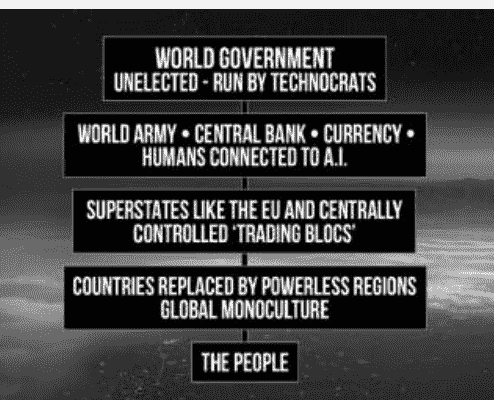 WORLD GOVERNMENT
UNELECTED - RUN BY TECHNOCRATS
WORLD ARMY • CENTRAL BANK • CURRENCY •
HUMANS CONNECTED TO A.I.
SUPERSTATES LIKE THE EU AND CENTRALLY
CONTROLLED ‘TRADING BLOCS’
COUNTRIES REPLACED BY POWERLESS REGIONS
GLOBAL MONOCULTURE
THE PEOPLE